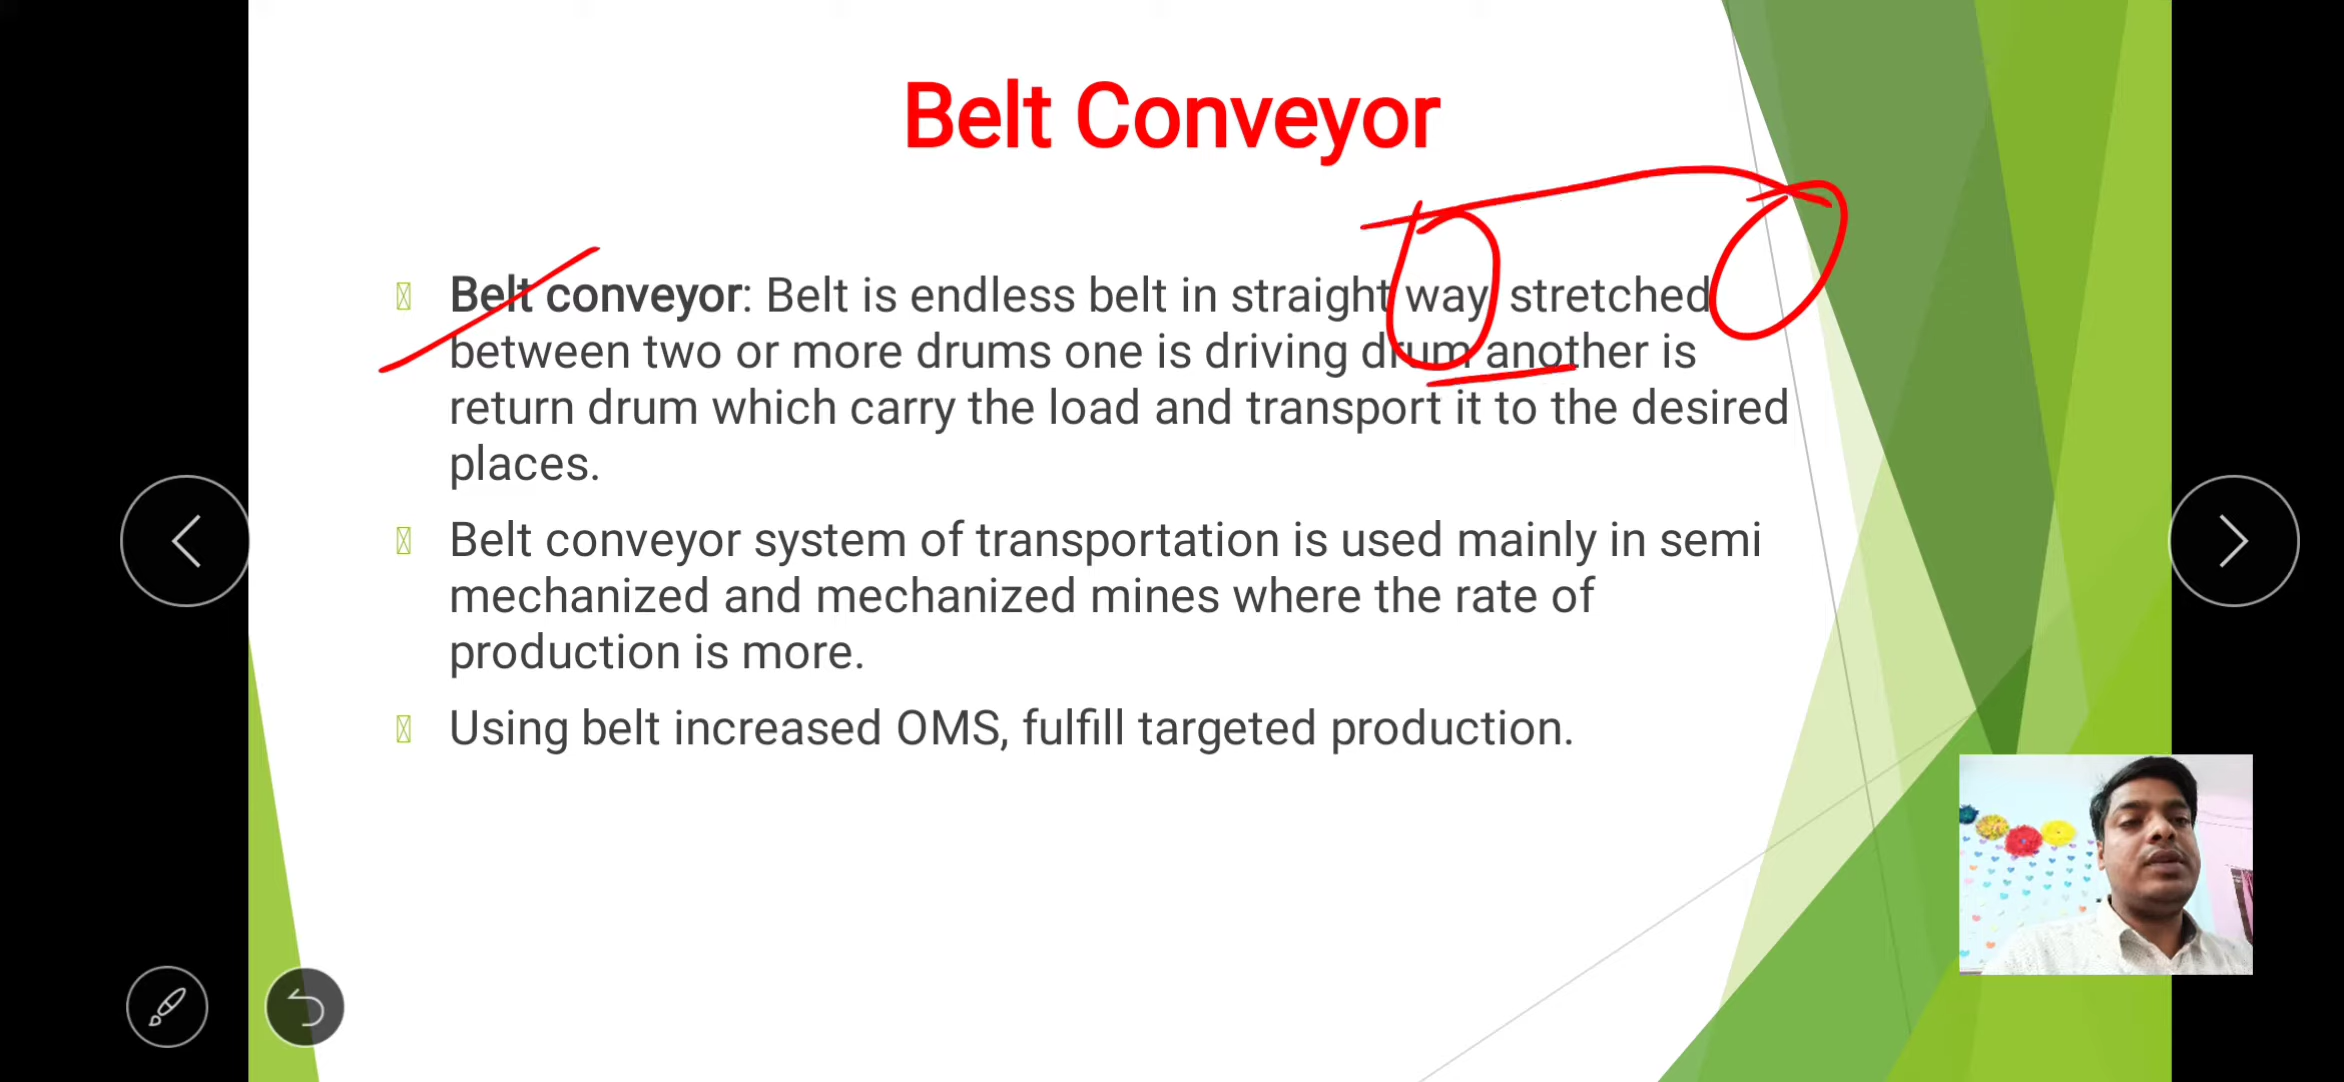 Belt Conveyor
Belt conveyor: Belt is endless belt in straight way stretched
between two or more drums one is driving drum another is
return drum which carry the load and transport it to the desired
places.
Belt conveyor system of transportation is used mainly in semi
mechanized and mechanized mines where the rate of
production is more.
Using belt increased OMS, fulfill targeted production.